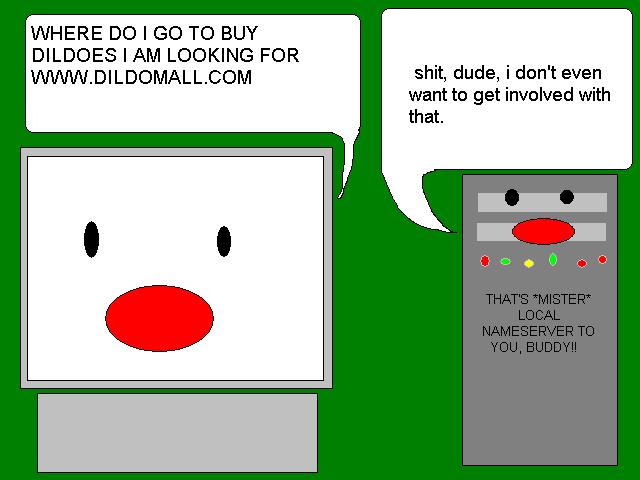 WHERE DO I GO TO BUY
DILDOES I AM LOOKING FOR
WWW.DILDOMALL.COM
shit, dude, i don't even
want to get involved with
that.
THAT'S *MISTER*
LOCAL
NAMESERVER TO
YOU, BUDDY!!